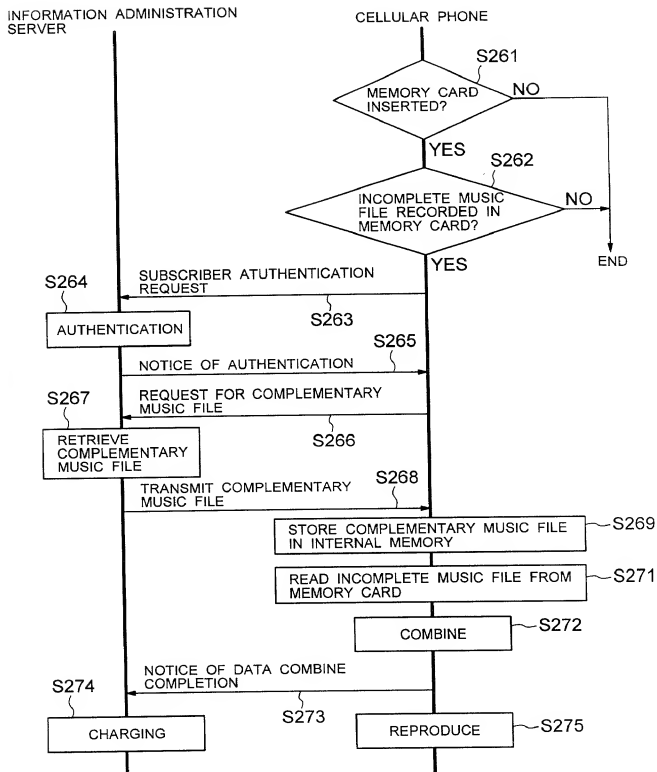 INFORMATION ADMINISTRATION
SERVER
CELLULAR PHONE
S261
MEMORY CARD
INSERTED?
NO
YES
S262
INCOMPLETE MUSIC
FILE RECORDED IN
MEMORY CARD?
NO
END
YES
S264
SUBSCRIBER ATUTHENTICATION
REQUEST
S263
AUTHENTICATION
S265
NOTICE OF AUTHENTICATION
S267
REQUEST FOR COMPLEMENTARY
MUSIC FILE
S266
RETRIEVE
COMPLEMENTARY
MUSIC FILE
S268
TRANSMIT COMPLEMENTARY
MUSIC FILE
STORE COMPLEMENTARY MUSIC FILE
IN INTERNAL MEMORY
S269
READ INCOMPLETE MUSIC FILE FROM
MEMORY CARD
S271
COMBINE
S272
NOTICE OF DATA COMBINE
COMPLETION
S274
S273
CHARGING
REPRODUCE
S275